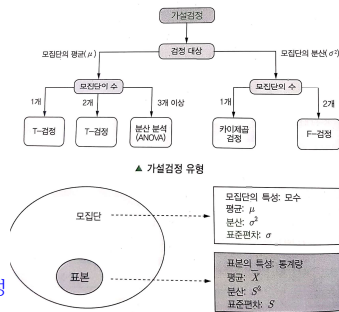 가설검정
모집단의 평균(μ)
검정 대상
모집단의 분산(σ²)
모집단이 수
모집단의 수
1개
2개
3개 이상
1개
2개
T-검정
T-검정
분산 분석
(ANOVA)
카이제곱
검정
F-검정
▲ 가설검정 유형
모집단
모집단의 특성: 모수
평균: μ
분산: σ²
표준편차: σ
정
표본
표본의 특성: 통계량
평균: X̄
분산: S²
표준편차: S